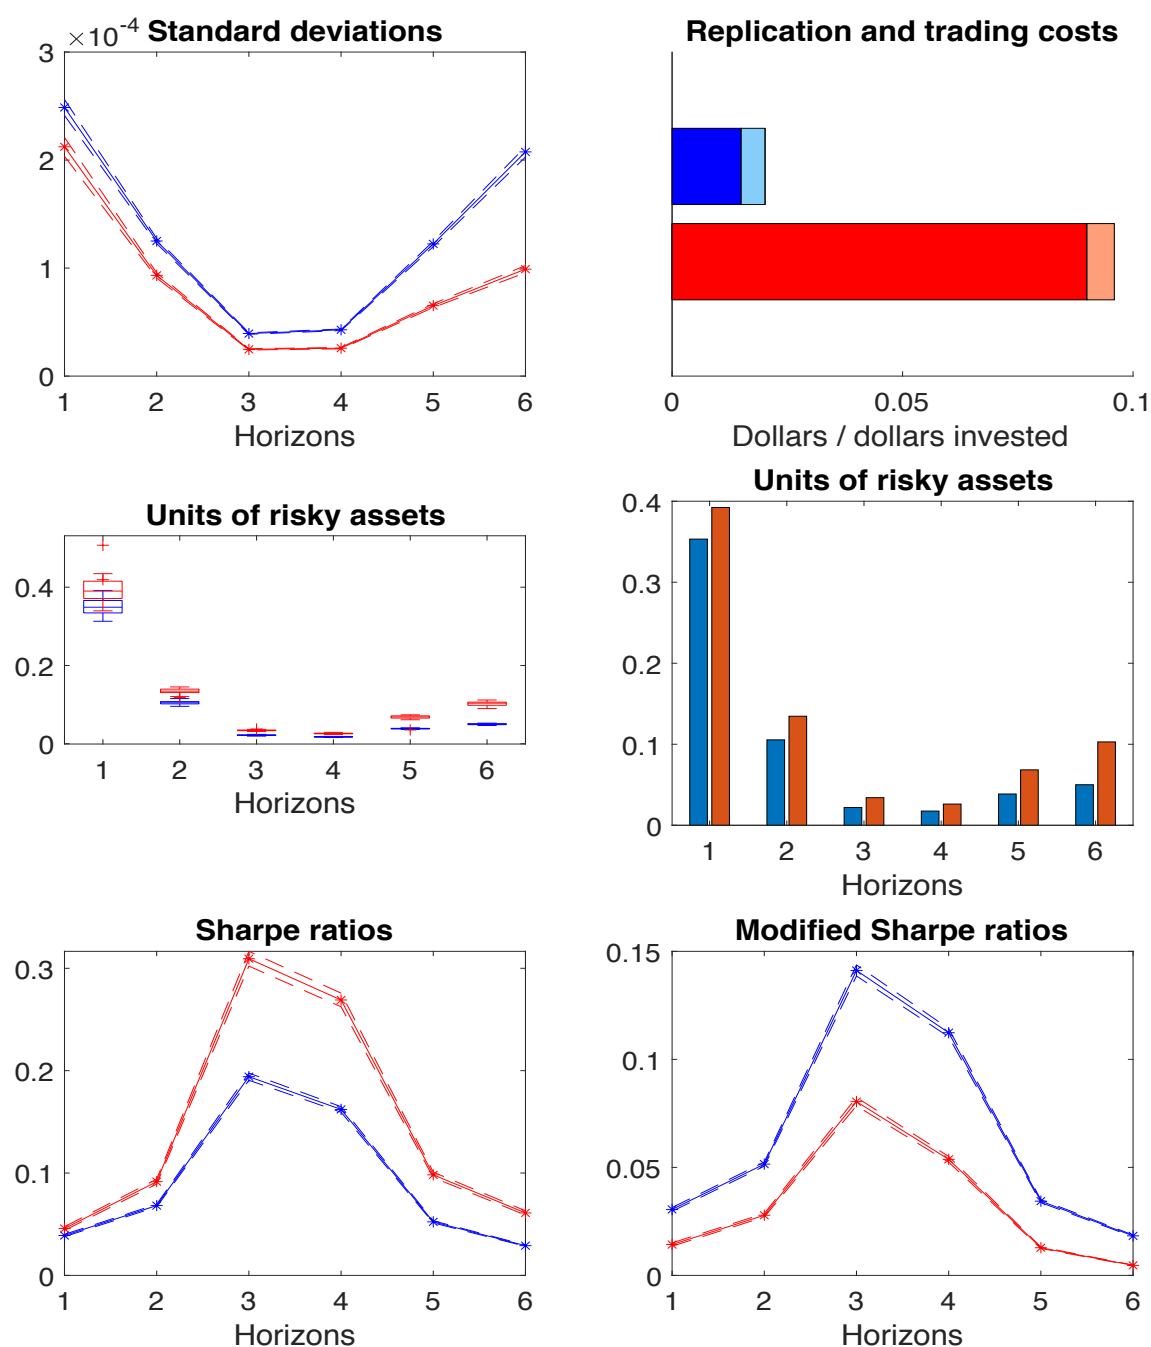 ×10-4 Standard deviations
3
2
1
0
1 2 3 4 5 6
Horizons
Replication and trading costs
0 0.05 0.1
Dollars / dollars invested
Units of risky assets
0.4
0.2
0
1 2 3 4 5 6
Horizons
Units of risky assets
0.4
0.3
0.2
0.1
0
1 2 3 4 5 6
Horizons
Sharpe ratios
0.3
0.2
0.1
0
1 2 3 4 5 6
Horizons
Modified Sharpe ratios
0.15
0.1
0.05
0
1 2 3 4 5 6
Horizons